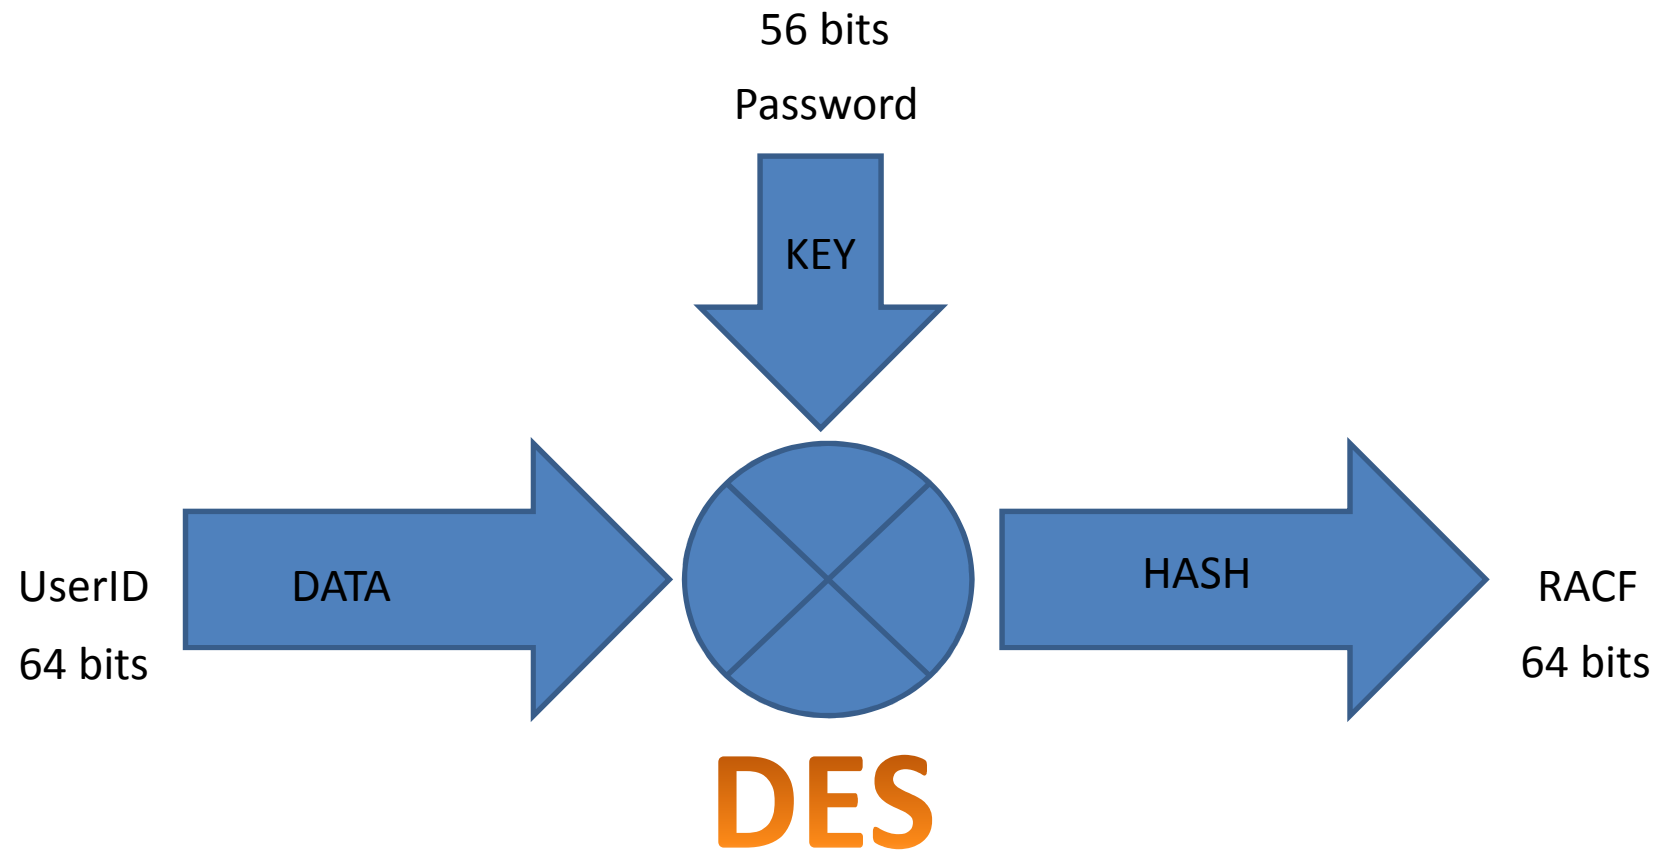 56 bits
Password
KEY
UserID
64 bits
DATA
HASH
RACF
64 bits
DES